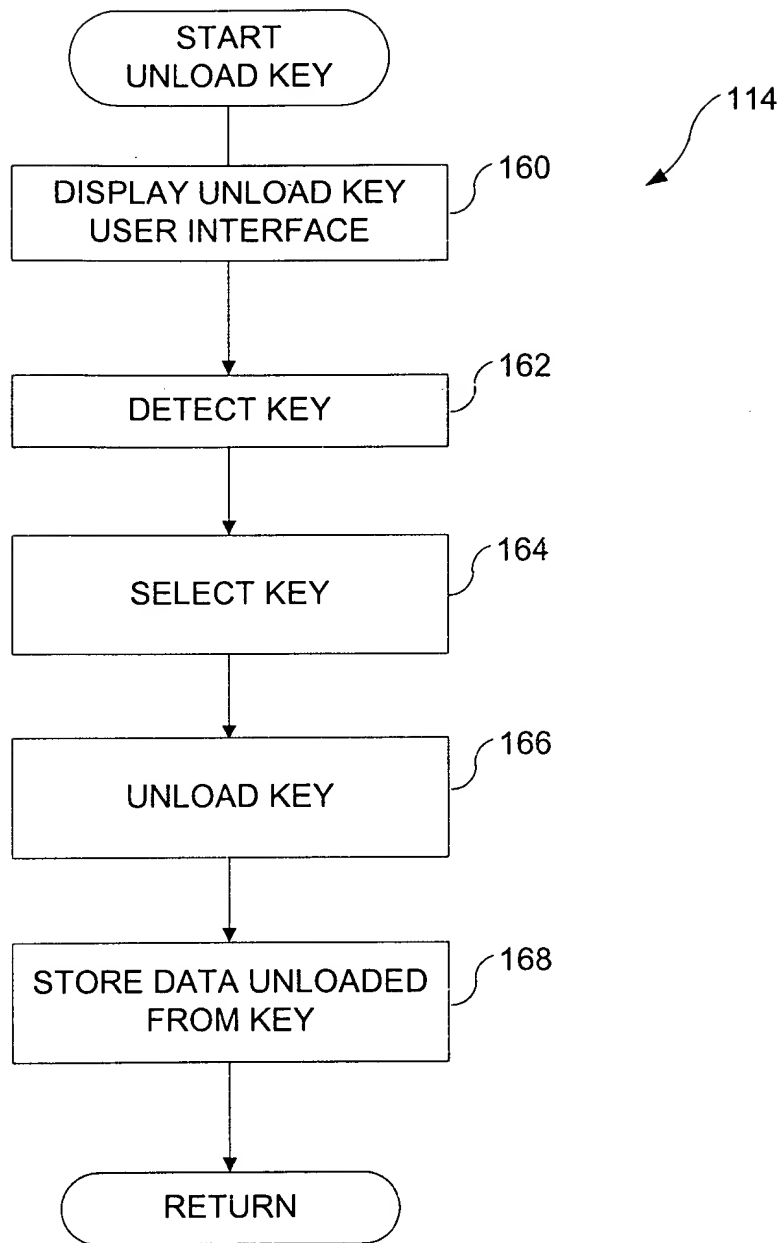 START
UNLOAD KEY
114
160
DISPLAY UNLOAD KEY
USER INTERFACE
162
DETECT KEY
164
SELECT KEY
166
UNLOAD KEY
168
STORE DATA UNLOADED
FROM KEY
RETURN